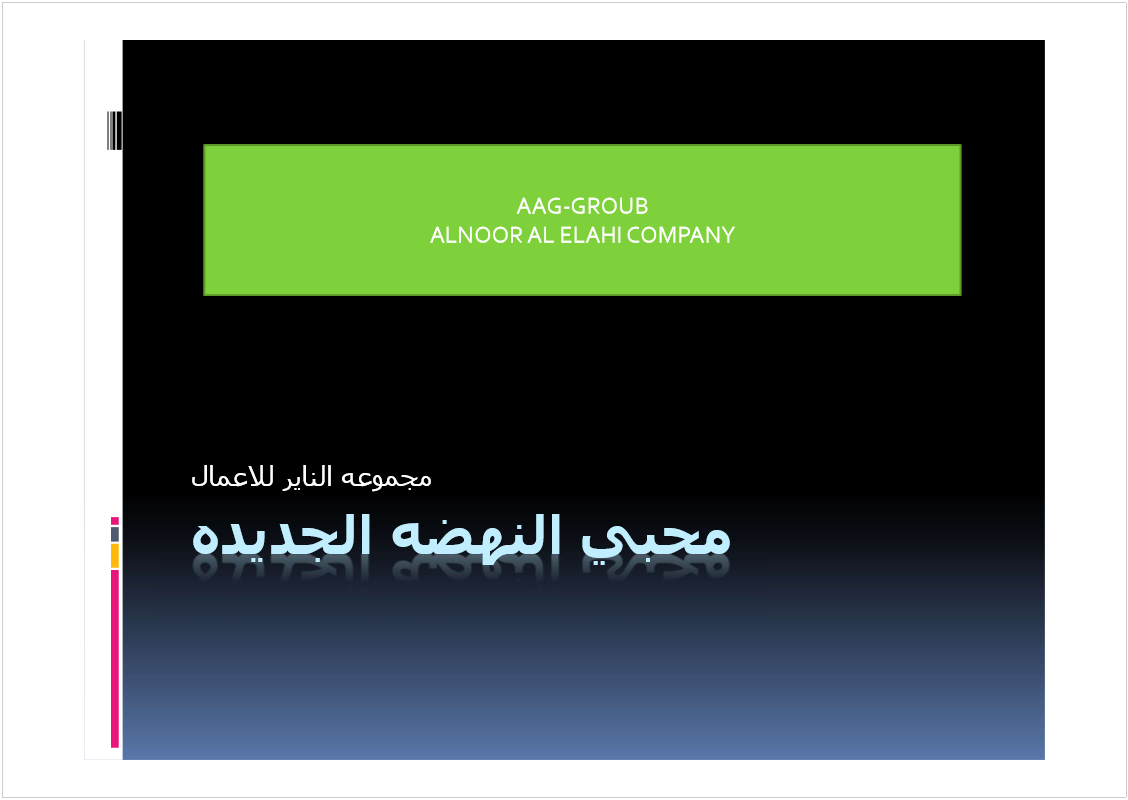 AAG-GROUB
ALNOOR AL ELAHI COMPANY
مجموعه الناير للاعمال
محبي النهضه الجديده